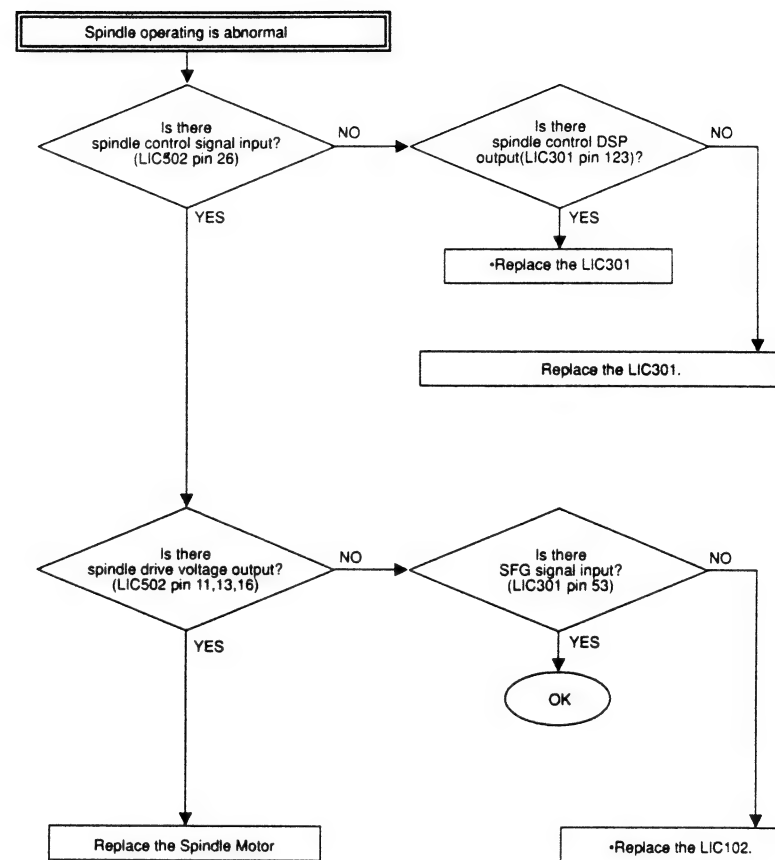 Spindle operating is abnormal
Is there
spindle control signal input?
(LIC502 pin 26)
NO
YES
Is there
spindle control DSP
output(LIC301 pin 123)?
NO
YES
•Replace the LIC301
Replace the LIC301.
Is there
spindle drive voltage output?
(LIC502 pin 11,13,16)
NO
YES
Is there
SFG signal input?
(LIC301 pin 53)
NO
YES
OK
Replace the Spindle Motor
•Replace the LIC102.